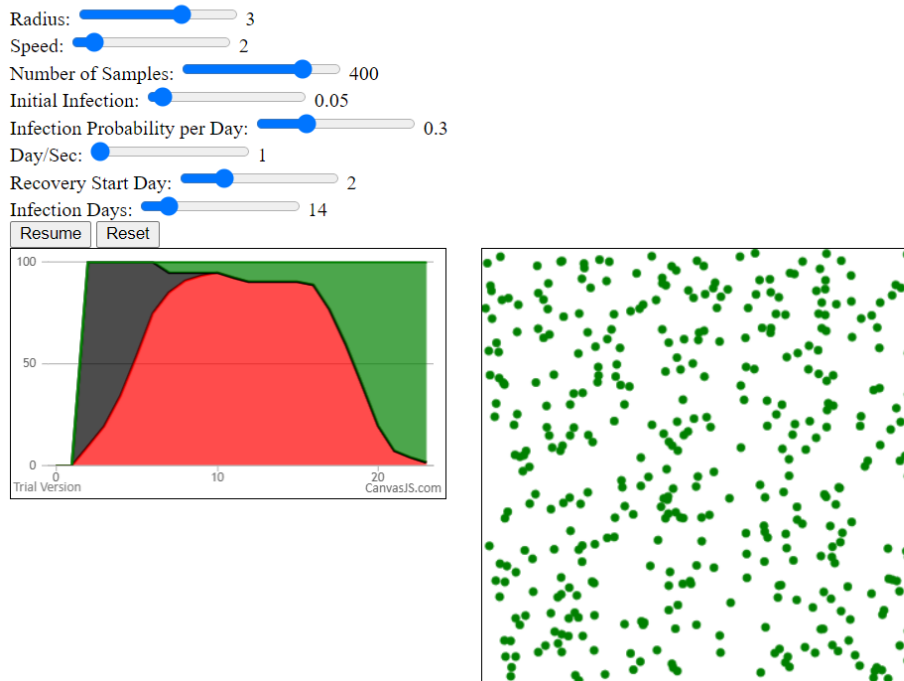 Radius: 3
Speed: 2
Number of Samples: 400
Initial Infection: 0.05
Infection Probability per Day: 0.3
Day/Sec: 1
Recovery Start Day: 2
Infection Days: 14
Resume Reset
100
50
0
0 10 20
Trial Version CanvasJS.com